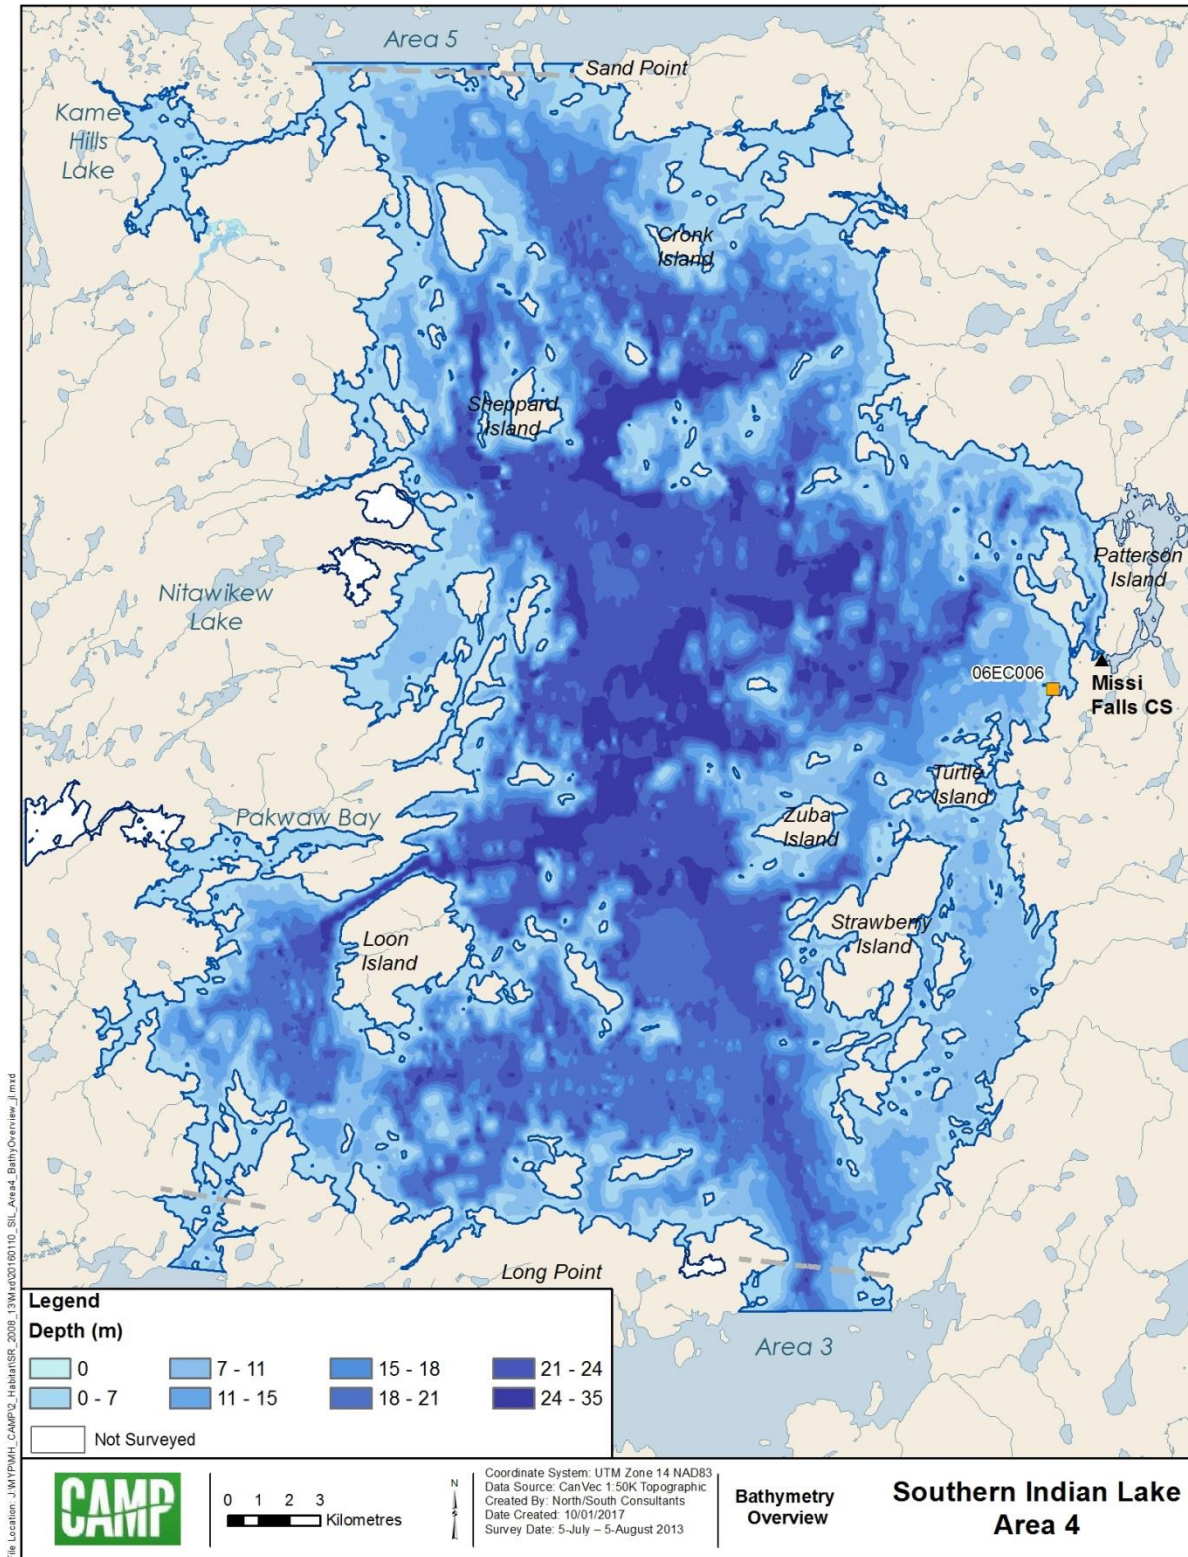 Area 5
Sand Point
Kame
Hills
Lake
Cronk
Island
Sheppard
Island
Patterson
Island
Nitawikew
Lake
06EC006
Missi
Falls CS
Turtle
Island
Pakwaw Bay
Zuba
Island
Strawberry
Island
Loon
Island
Long Point
Area 3
Legend
Depth (m)
0
7 - 11
15 - 18
21 - 24
0 - 7
11 - 15
18 - 21
24 - 35
Not Surveyed
CAMP
0 1 2 3
Kilometres
N
Coordinate System: UTM Zone 14 NAD83
Data Source: CanVec 1:50K Topographic
Created By: North/South Consultants
Date Created: 10/01/2017
Survey Date: 5-July – 5-August 2013
Bathymetry
Overview
Southern Indian Lake
Area 4